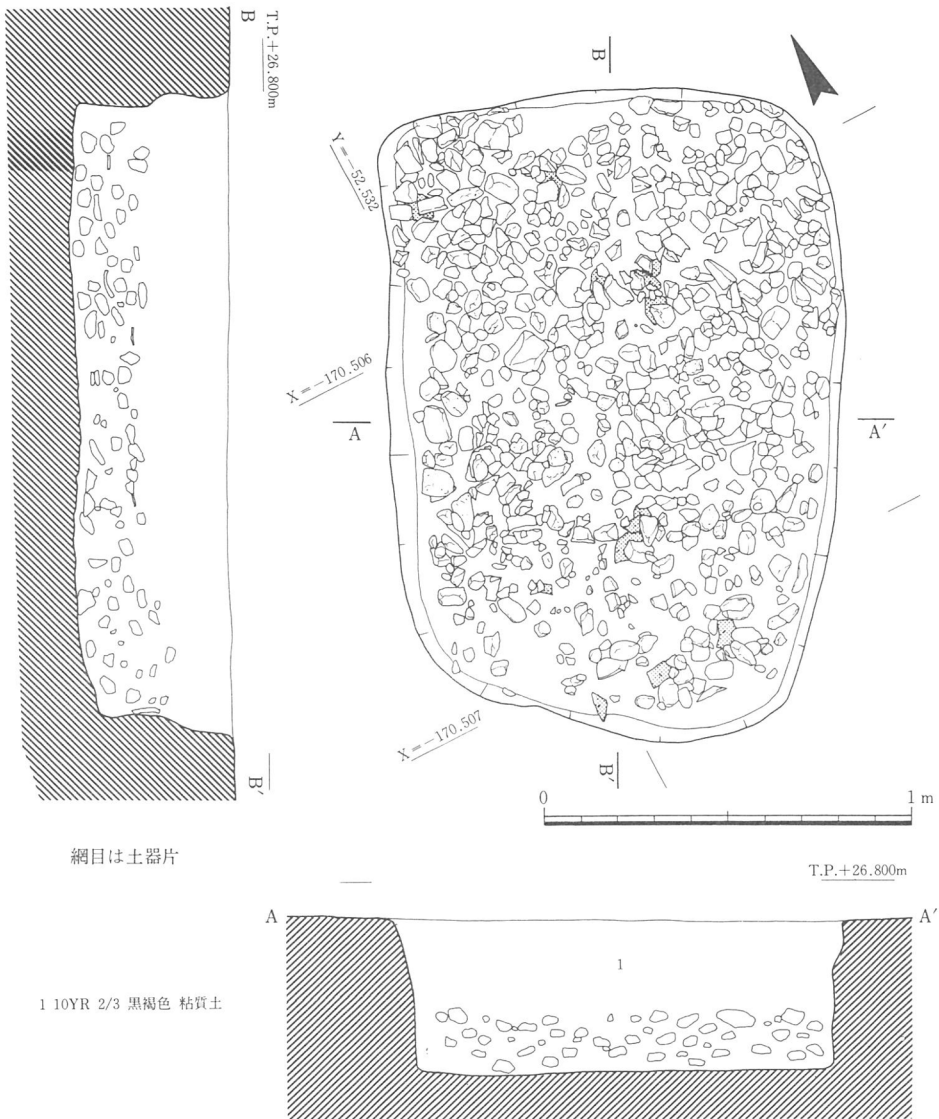 B
T.P.+26.800m
B
Y=-52.532
X=-170.506
A
A′
X=-170.507
B′
B′
0
1 m
網目は土器片
T.P.+26.800m
A
A′
1
1 10YR 2/3 黒褐色 粘質土